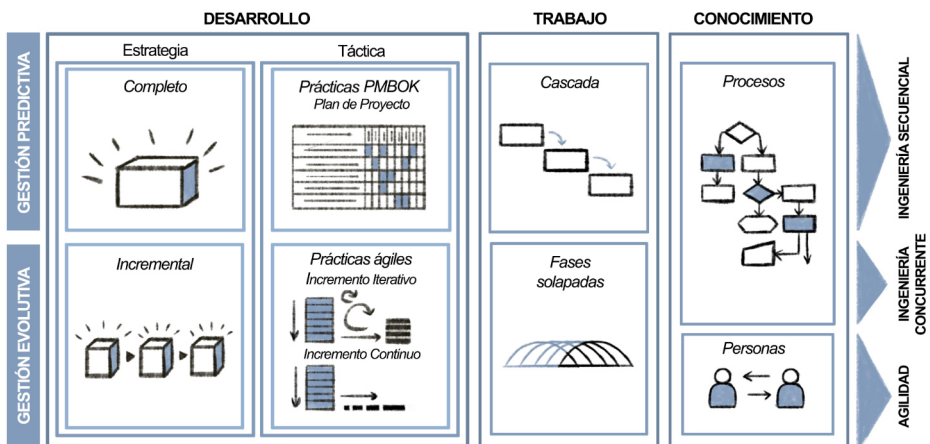 DESARROLLO
TRABAJO
CONOCIMIENTO
GESTIÓN PREDICTIVA
Estrategia
Táctica
Completo
Prácticas PMBOK
Plan de Proyecto
Cascada
Procesos
INGENIERÍA SECUENCIAL
GESTIÓN EVOLUTIVA
Incremental
Prácticas ágiles
Incremento Iterativo
Incremento Continuo
Fases
solapadas
INGENIERÍA
CONCURRENTE
Personas
AGILIDAD